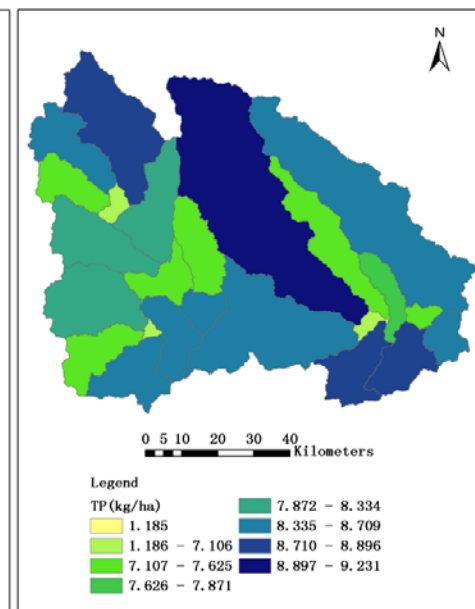 N
0 5 10 20 30 40
Kilometers
Legend
TP(kg/ha)
1.185
1.186 - 7.106
7.107 - 7.625
7.626 - 7.871
7.872 - 8.334
8.335 - 8.709
8.710 - 8.896
8.897 - 9.231